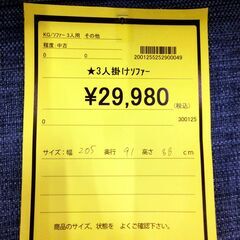 KG/ソファー3人用 その他
程度 中古
2001255252900049
★3人掛けソファー
¥29,980
(税込)
0
300125
サイズ:幅 205 奥行 91 高さ 88 cm
商品のサイズ、状態を よくご確認下さい。